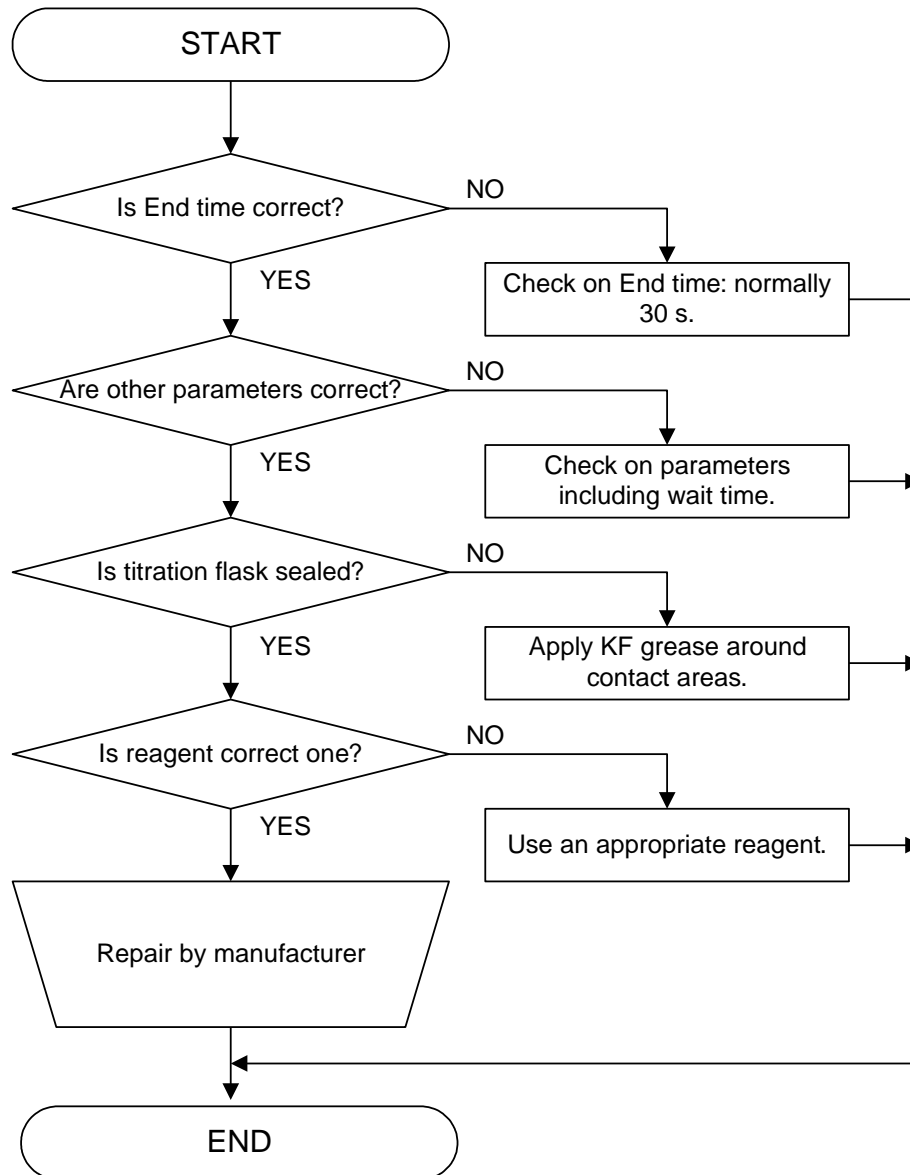 START
Is End time correct?
NO
YES
Check on End time: normally
30 s.
Are other parameters correct?
NO
YES
Check on parameters
including wait time.
Is titration flask sealed?
NO
YES
Apply KF grease around
contact areas.
Is reagent correct one?
NO
YES
Use an appropriate reagent.
Repair by manufacturer
END